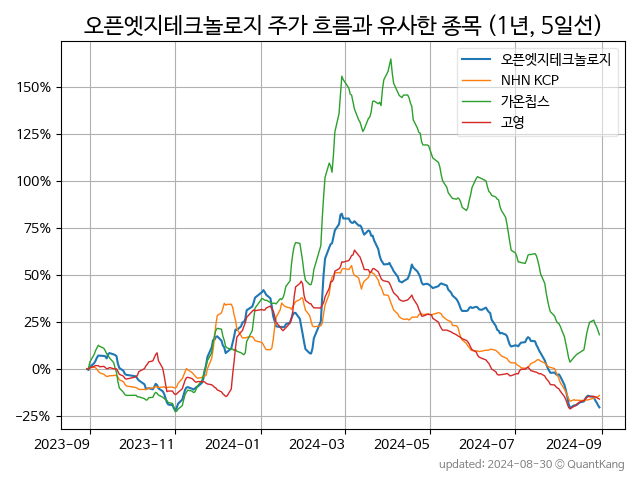 오픈엣지테크놀로지 주가 흐름과 유사한 종목 (1년, 5일선)
오픈엣지테크놀로지
NHN KCP
가온칩스
고영
150%
125%
100%
75%
50%
25%
0%
−25%
2023-09
2023-11
2024-01
2024-03
2024-05
2024-07
2024-09
updated: 2024-08-30 © QuantKang